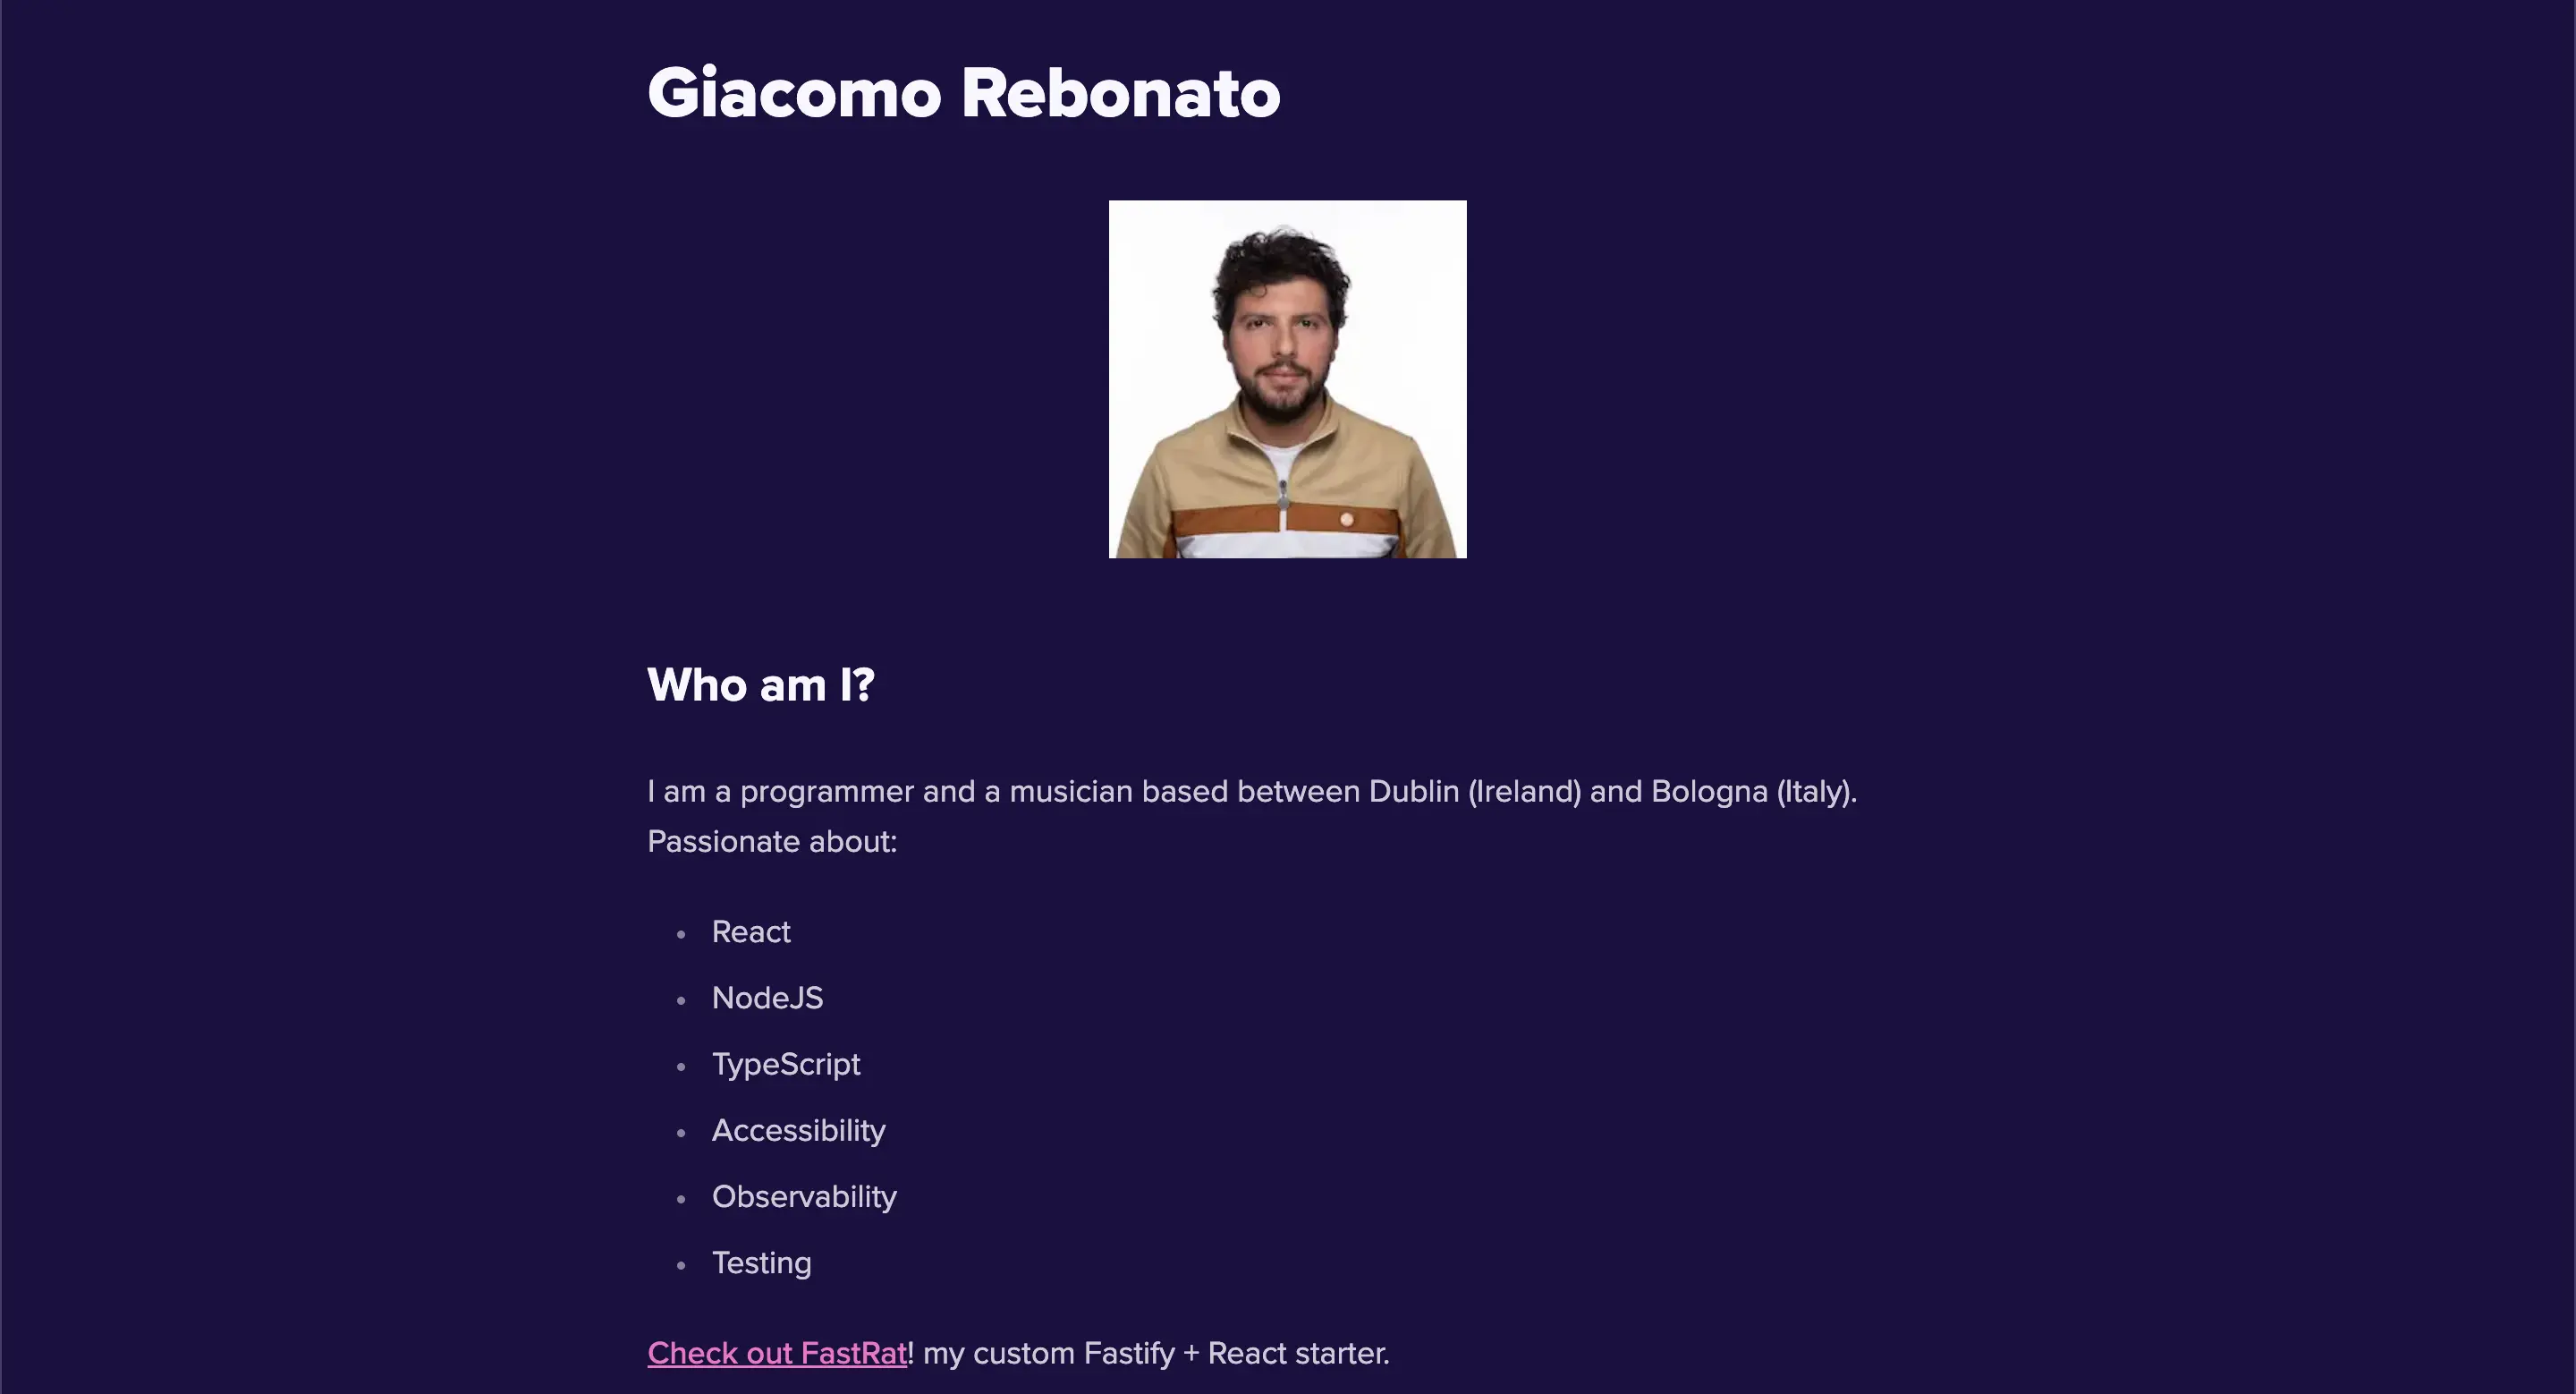 Giacomo Rebonato
Who am I?
I am a programmer and a musician based between Dublin (Ireland) and Bologna (Italy).
Passionate about:
React
NodeJS
TypeScript
Accessibility
Observability
Testing
Check out FastRat! my custom Fastify + React starter.